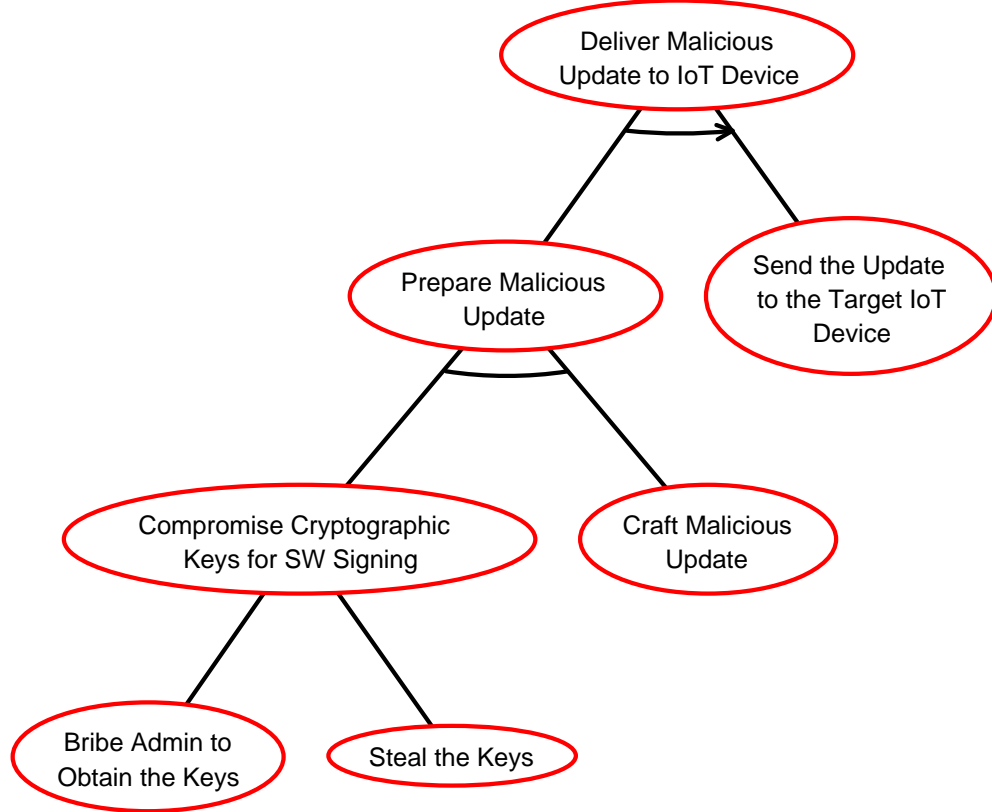 Deliver Malicious
Update to IoT Device
Prepare Malicious
Update
Send the Update
to the Target IoT
Device
Compromise Cryptographic
Keys for SW Signing
Craft Malicious
Update
Bribe Admin to
Obtain the Keys
Steal the Keys